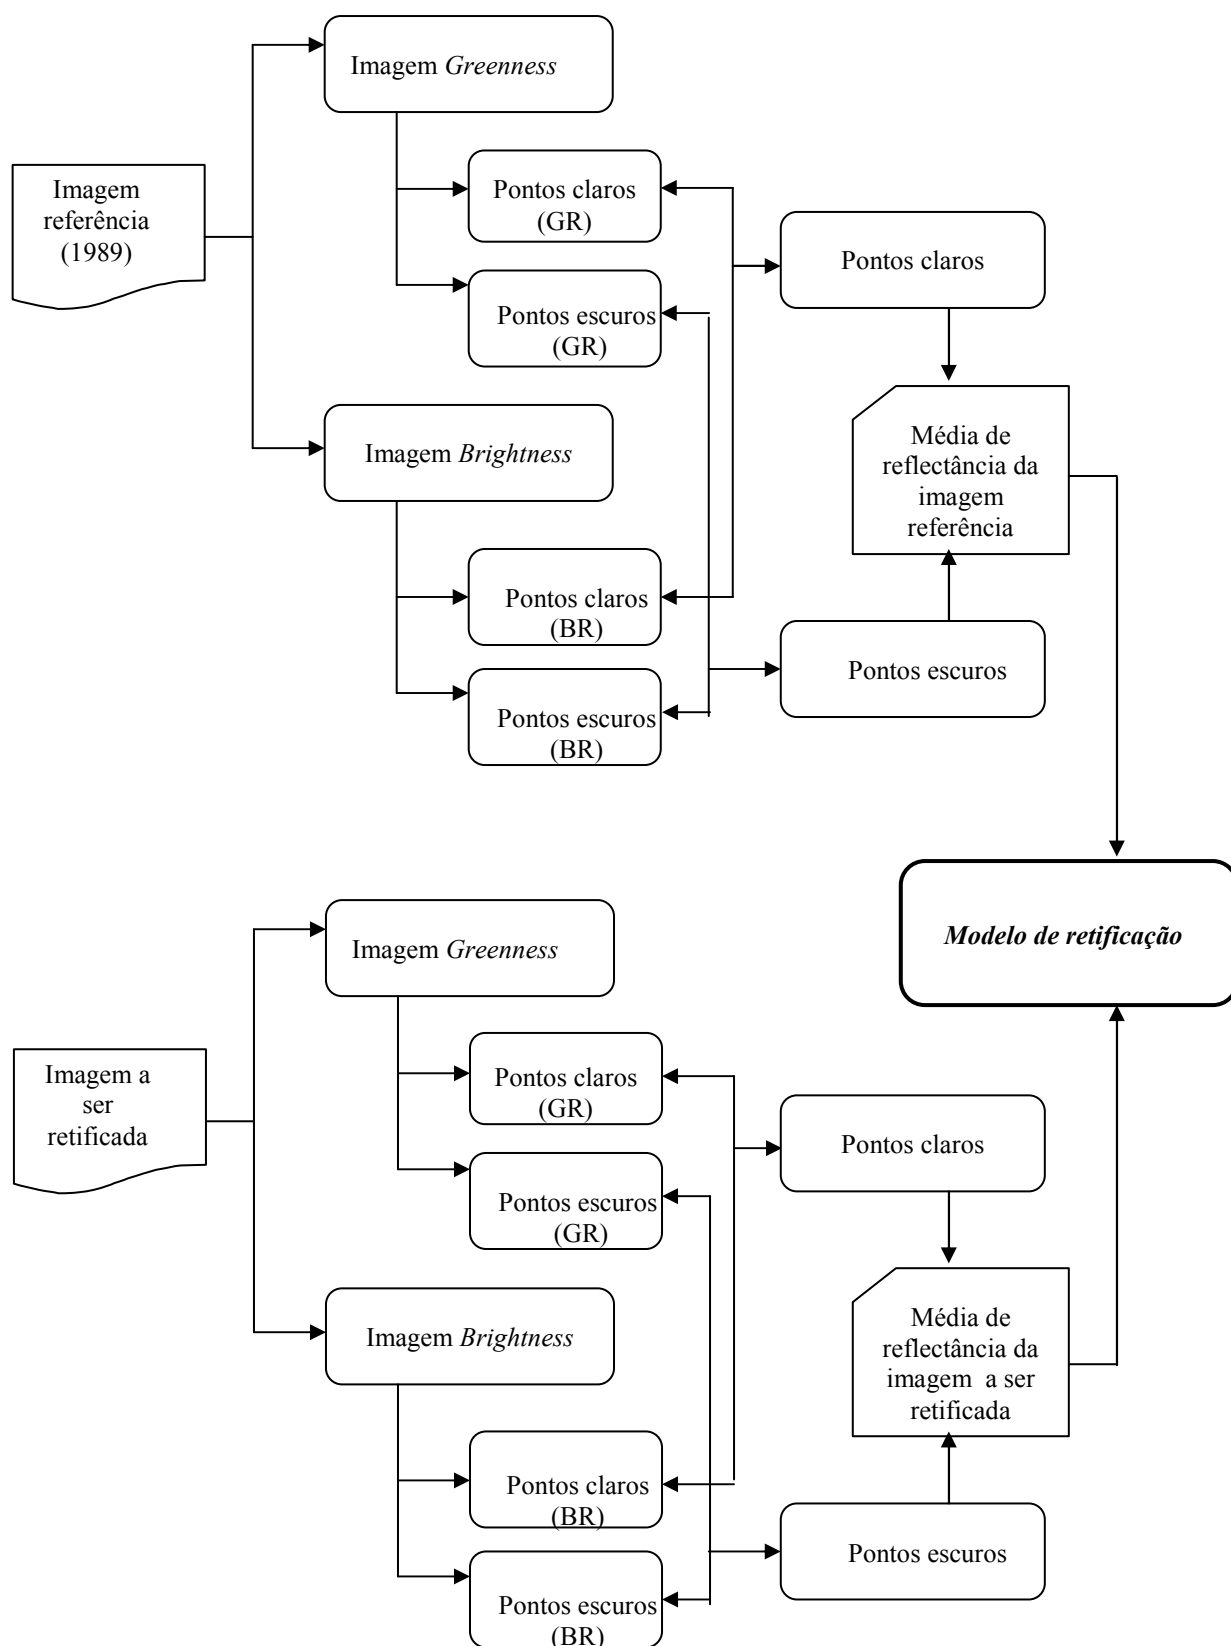 Imagem Greenness
Imagem
referência
(1989)
Pontos claros
(GR)
Pontos escuros
(GR)
Pontos claros
Imagem Brightness
Média de
reflectância da
imagem
referência
Pontos claros
(BR)
Pontos escuros
(BR)
Pontos escuros
Modelo de retificação
Imagem Greenness
Imagem a
ser
retificada
Pontos claros
(GR)
Pontos escuros
(GR)
Pontos claros
Imagem Brightness
Média de
reflectância da
imagem a ser
retificada
Pontos claros
(BR)
Pontos escuros
(BR)
Pontos escuros